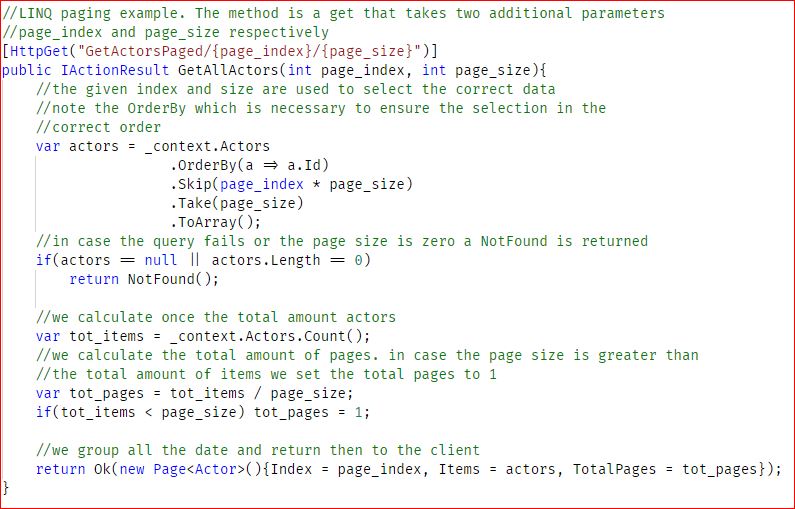 //LINQ paging example. The method is a get that takes two additional parameters
//page_index and page_size respectively
[HttpGet("GetActorsPaged/{page_index}/{page_size}")]
public IActionResult GetAllActors(int page_index, int page_size){
    //the given index and size are used to select the correct data
    //note the OrderBy which is necessary to ensure the selection in the
    //correct order
    var actors = _context.Actors
                    .OrderBy(a => a.Id)
                    .Skip(page_index * page_size)
                    .Take(page_size)
                    .ToArray();
    //in case the query fails or the page size is zero a NotFound is returned
    if(actors == null || actors.Length == 0)
        return NotFound();
    //we calculate once the total amount actors
    var tot_items = _context.Actors.Count();
    //we calculate the total amount of pages. in case the page size is greater than
    //the total amount of items we set the total pages to 1
    var tot_pages = tot_items / page_size;
    if(tot_items < page_size) tot_pages = 1;
    //we group all the date and return then to the client
    return Ok(new Page<Actor>(){Index = page_index, Items = actors, TotalPages = tot_pages});
}